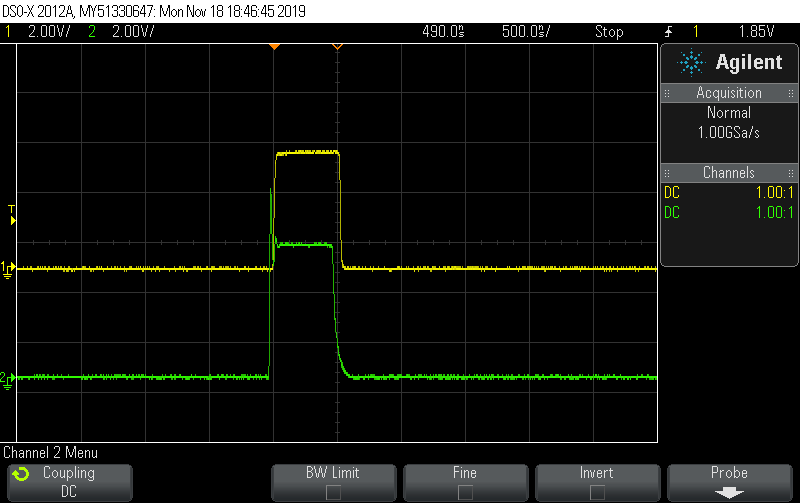 DSO-X 2012A, MY51330647: Mon Nov 18 18:46:45 2019
1 2.00V/ 2 2.00V/ 490.0s 500.0s/ Stop 1 1.85V
Agilent
Acquisition
Normal
1.00GSa/s
Channels
DC 1.00:1
DC 1.00:1
T
1
2
Channel 2 Menu
Coupling
DC
BW Limit
Fine
Invert
Probe